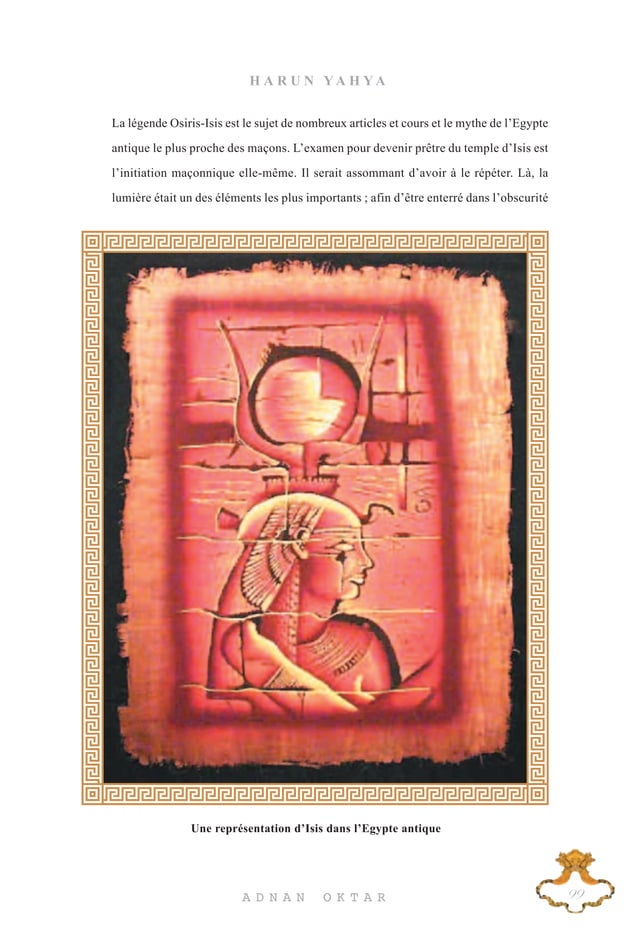 HARUN YAHYA
La légende Osiris-Isis est le sujet de nombreux articles et cours et le mythe de l’Egypte
antique le plus proche des maçons. L’examen pour devenir prêtre du temple d’Isis est
l’initiation maçonnique elle-même. Il serait assommant d’avoir à le répéter. Là, la
lumière était un des éléments les plus importants ; afin d’être enterré dans l’obscurité
Une représentation d’Isis dans l’Egypte antique
ADNAN OKTAR
99